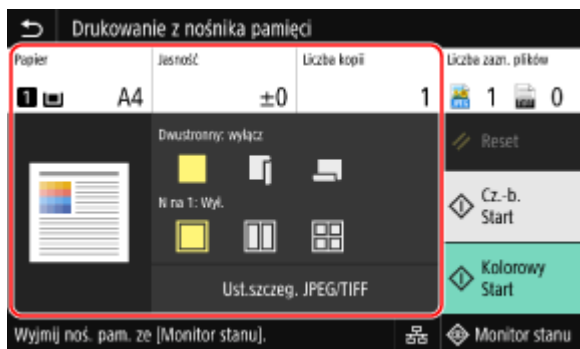 Drukowanie z nośnika pamięci
Papier
Jasność
Liczba kopii
Liczba zazn. plików
1
A4
±0
1
1
0
Dwustronny: wyłącz
Reset
N na 1: Wył.
Cz.-b.
Start
Kolorowy
Start
Ust.szczeg. JPEG/TIFF
Wyjmij noś. pam. ze [Monitor stanu].
Monitor stanu